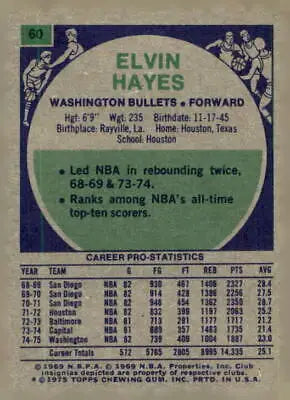 60
ELVIN
HAYES
WASHINGTON BULLETS • FORWARD
Hgt: 6'9" Wgt: 235 Birthdate: 11-17-45
Birthplace: Rayville, La. Home: Houston, Texas
School: Houston
• Led NBA in rebounding twice,
68-69 & 73-74.
• Ranks among NBA's all-time
top-ten scorers.
CAREER PRO-STATISTICS
YEAR TEAM G FG FT REB PTS AVG
68-69 San Diego NBA 82 930 467 1406 2327 28.4
69-70 San Diego NBA 82 914 428 1386 2256 27.5
70-71 San Diego NBA 82 948 454 1362 2350 28.7
71-72 Houston NBA 82 832 399 1197 2063 25.2
72-73 Baltimore NBA 81 713 291 1177 1717 21.2
73-74 Capital NBA 81 689 357 1463 1735 21.4
74-75 Washington NBA 82 739 409 1004 1887 23.0
Career Totals 572 5765 2805 8995 14,335 25.1
© 1969 N.B.P.A. © 1969 N.B.A. Properties, Inc. Club
insignias depicted are the property of the respective club.
© 1975 TOPPS CHEWING GUM, INC. PRTD. IN U.S.A.